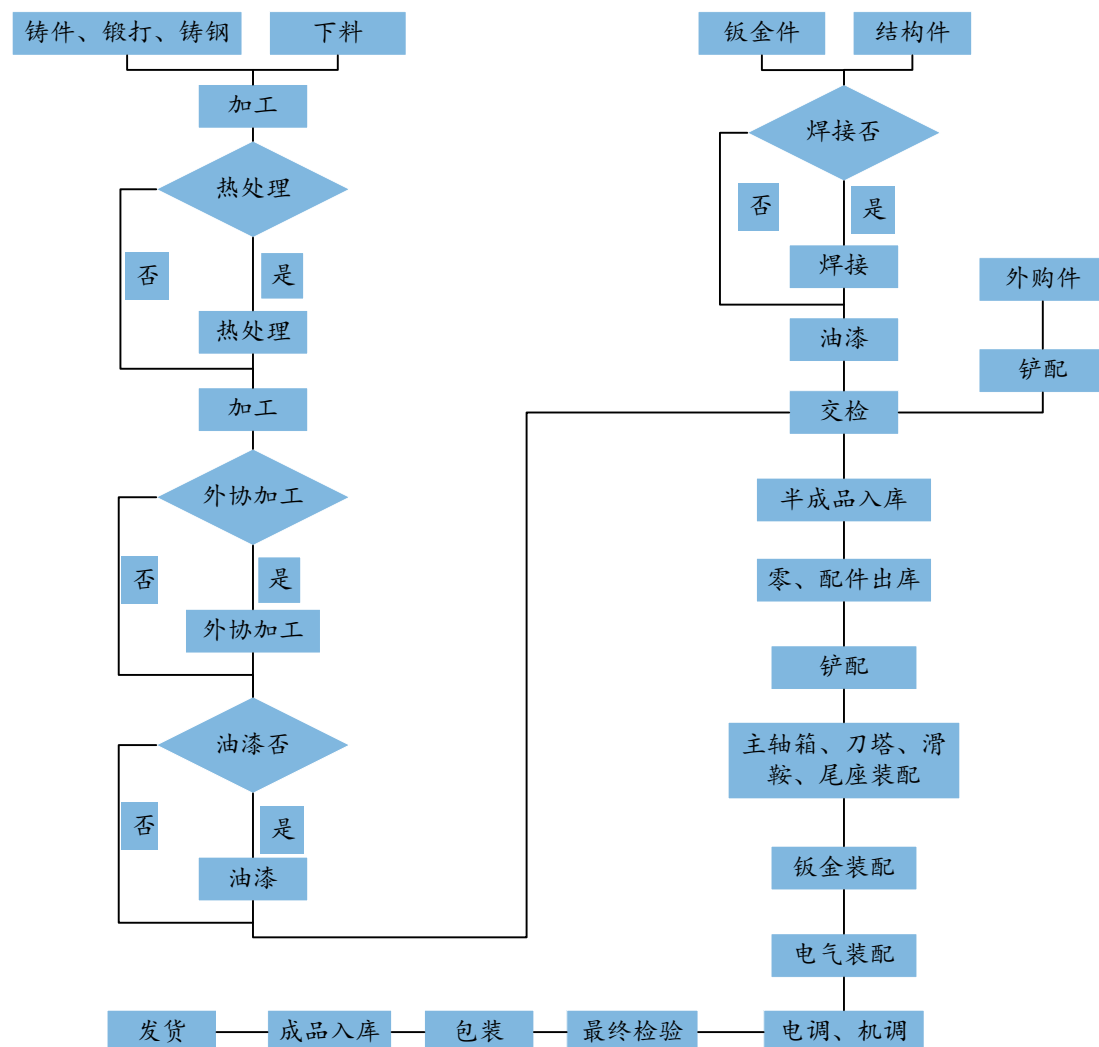 铸件、锻打、铸钢
下料
加工
热处理
否
是
热处理
加工
外协加工
否
是
外协加工
油漆否
否
是
油漆
钣金件
结构件
焊接否
否
是
焊接
油漆
外购件
铲配
交检
半成品入库
零、配件出库
铲配
主轴箱、刀塔、滑
鞍、尾座装配
钣金装配
电气装配
电调、机调
最终检验
包装
成品入库
发货